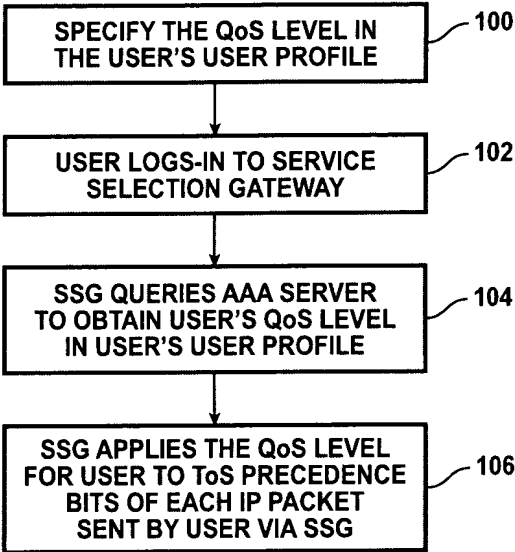 SPECIFY THE QoS LEVEL IN
THE USER'S USER PROFILE
100
USER LOGS-IN TO SERVICE
SELECTION GATEWAY
102
SSG QUERIES AAA SERVER
TO OBTAIN USER'S QoS LEVEL
IN USER'S USER PROFILE
104
SSG APPLIES THE QoS LEVEL
FOR USER TO ToS PRECEDENCE
BITS OF EACH IP PACKET
SENT BY USER VIA SSG
106